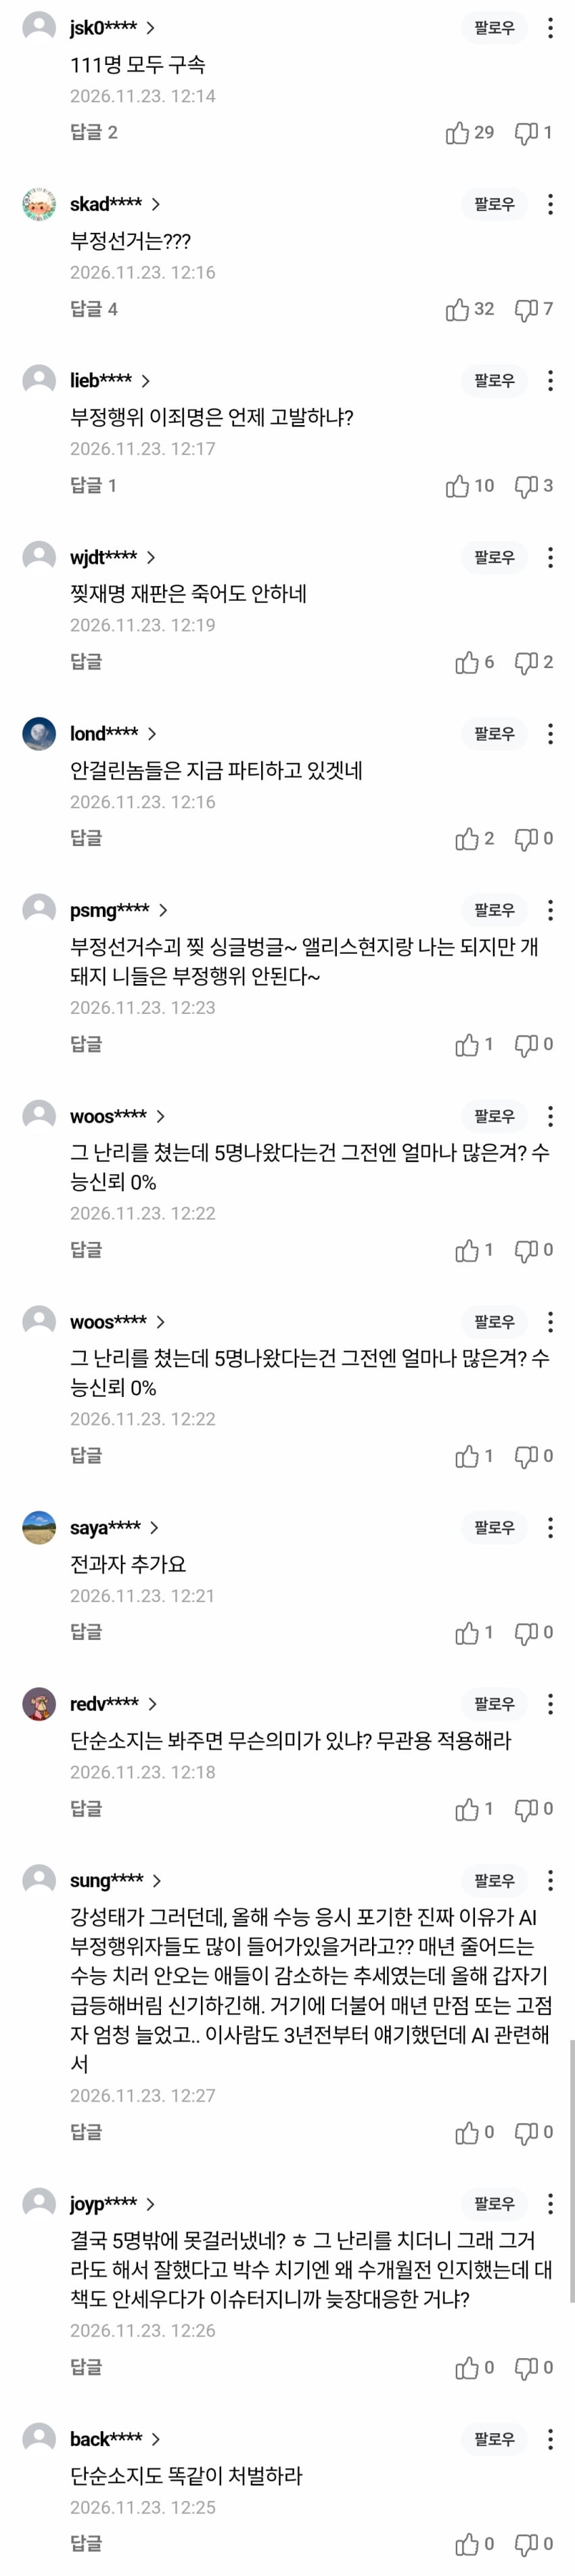 jsk0**** >
팔로우
111명 모두 구속
2026.11.23. 12:14
답글 2
29
1
skad**** >
팔로우
부정선거는???
2026.11.23. 12:16
답글 4
32
7
lieb**** >
팔로우
부정행위 이죄명은 언제 고발하냐?
2026.11.23. 12:17
답글 1
10
3
wjdt**** >
팔로우
찢재명 재판은 죽어도 안하네
2026.11.23. 12:19
답글
6
2
lond**** >
팔로우
안걸린놈들은 지금 파티하고 있겟네
2026.11.23. 12:16
답글
2
0
psmg**** >
팔로우
부정선거수괴 찢 싱글벙글~ 앨리스현지랑 나는 되지만 개
돼지 니들은 부정행위 안된다~
2026.11.23. 12:23
답글
1
0
woos**** >
팔로우
그 난리를 쳤는데 5명나왔다는건 그전엔 얼마나 많은겨? 수
능신뢰 0%
2026.11.23. 12:22
답글
1
0
woos**** >
팔로우
그 난리를 쳤는데 5명나왔다는건 그전엔 얼마나 많은겨? 수
능신뢰 0%
2026.11.23. 12:22
답글
1
0
saya**** >
팔로우
전과자 추가요
2026.11.23. 12:21
답글
1
0
redv**** >
팔로우
단순소지는 봐주면 무슨의미가 있냐? 무관용 적용해라
2026.11.23. 12:18
답글
1
0
sung**** >
팔로우
강성태가 그러던데, 올해 수능 응시 포기한 진짜 이유가 AI
부정행위자들도 많이 들어가있을거라고?? 매년 줄어드는
수능 치러 안오는 애들이 감소하는 추세였는데 올해 갑자기
급등해버림 신기하긴해. 거기에 더불어 매년 만점 또는 고점
자 엄청 늘었고.. 이사람도 3년전부터 얘기했던데 AI 관련해
서
2026.11.23. 12:27
답글
0
0
joyp**** >
팔로우
결국 5명밖에 못걸러냈네? ㅎ 그 난리를 치더니 그래 그거
라도 해서 잘했다고 박수 치기엔 왜 수개월전 인지했는데 대
책도 안세우다가 이슈터지니까 늦장대응한 거냐?
2026.11.23. 12:26
답글
0
0
back**** >
팔로우
단순소지도 똑같이 처벌하라
2026.11.23. 12:25
답글
0
0